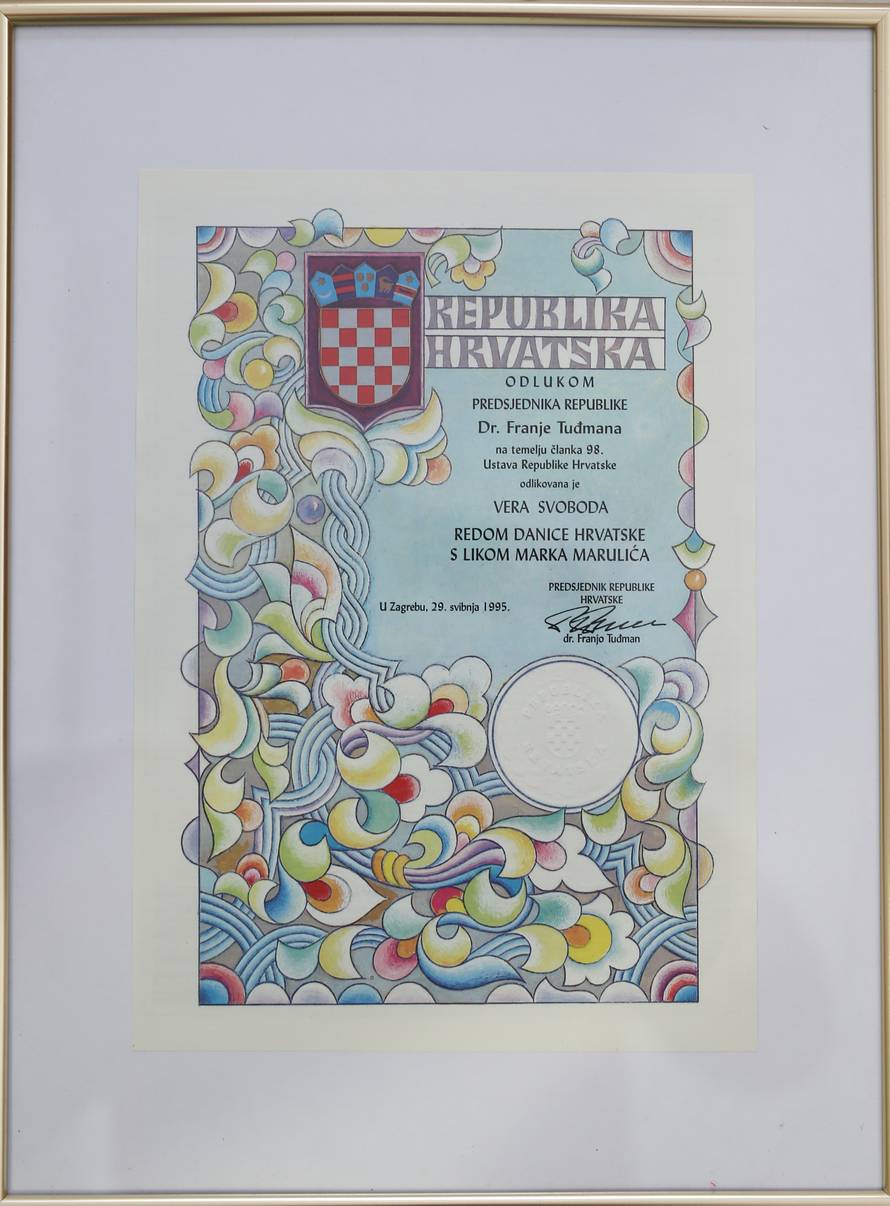 REPUBLIKA
HRVATSKA
ODLUKOM
PREDSJEDNIKA REPUBLIKE
Dr. Franje Tuđmana
na temelju članka 98.
Ustava Republike Hrvatske
odlikovana je
VERA SVOBODA
REDOM DANICE HRVATSKE
S LIKOM MARKA MARULIĆA
PREDSJEDNIK REPUBLIKE
HRVATSKE
U Zagrebu, 29. svibnja 1995.
dr. Franjo Tuđman